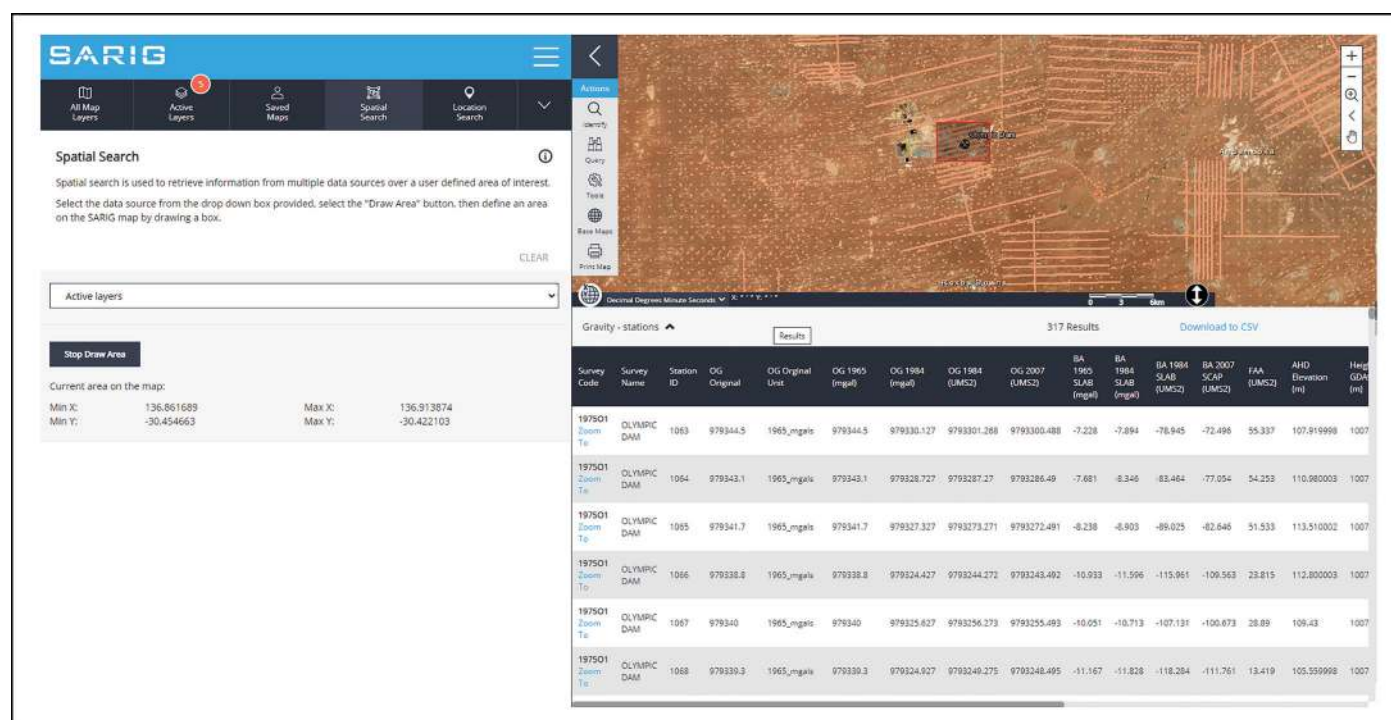 SARIG
All Map
Layers
5
Active
Layers
Saved
Maps
Spatial
Search
Location
Search
Spatial Search
Spatial search is used to retrieve information from multiple data sources over a user defined area of interest.
Select the data source from the drop down box provided, select the "Draw Area" button, then define an area
on the SARIG map by drawing a box.
CLEAR
Active layers
Stop Draw Area
Current area on the map:
Min X: 136.861689 Max X: 136.913874
Min Y: -30.454663 Max Y: -30.422103
Actions
Identify
Query
Tools
Base Maps
Print Map
Decimal Degrees Minute Seconds
0 3 6km
Gravity - stations
Results
317 Results
Download to CSV
Survey Code Survey Name Station ID OG Original OG Orginal Unit OG 1965 (mgal) OG 1984 (mgal) OG 1984 (UMS2) OG 2007 (UMS2) BA 1965 SLAB (mgal) BA 1984 SLAB (mgal) BA 1984 SLAB (UMS2) BA 2007 SCAP (UMS2) FAA (UMS2) AHD Elevation (m) Heig GDA (m)
1975O1 Zoom To OLYMPIC DAM 1063 979344.5 1965_mgals 979344.5 979330.127 9793301.268 9793300.488 -7.228 -7.894 -78.945 -72.496 55.337 107.919998 1007
1975O1 Zoom To OLYMPIC DAM 1064 979343.1 1965_mgals 979343.1 979328.727 9793287.27 9793286.49 -7.681 -8.346 -83.464 -77.054 54.253 110.980003 1007
1975O1 Zoom To OLYMPIC DAM 1065 979341.7 1965_mgals 979341.7 979327.327 9793273.271 9793272.491 -8.238 -8.903 -89.025 -82.646 51.533 113.510002 1007
1975O1 Zoom To OLYMPIC DAM 1066 979338.8 1965_mgals 979338.8 979324.427 9793244.272 9793243.492 -10.933 -11.596 -115.961 -109.563 23.815 112.800003 1007
1975O1 Zoom To OLYMPIC DAM 1067 979340 1965_mgals 979340 979325.627 9793256.273 9793255.493 -10.051 -10.713 -107.131 -100.673 28.89 109.43 1007
1975O1 Zoom To OLYMPIC DAM 1068 979339.3 1965_mgals 979339.3 979324.927 9793249.275 9793248.495 -11.167 -11.828 -118.284 -111.761 13.419 105.559998 1007